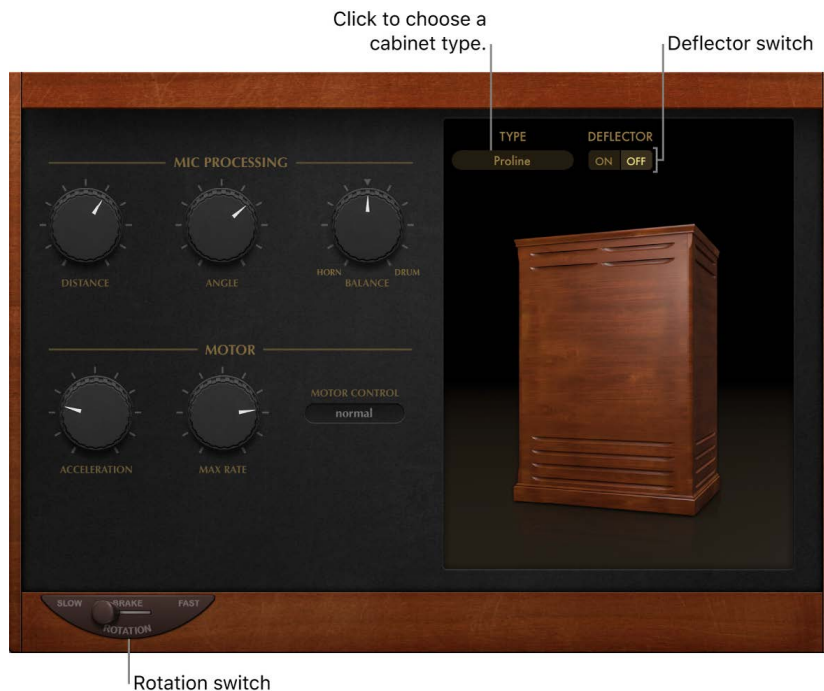 Click to choose a
cabinet type.
Deflector switch
TYPE
DEFLECTOR
Proline
ON OFF
MIC PROCESSING
DISTANCE
ANGLE
HORN
DRUM
BALANCE
MOTOR
MOTOR CONTROL
normal
ACCELERATION
MAX RATE
SLOW
BRAKE
FAST
ROTATION
Rotation switch